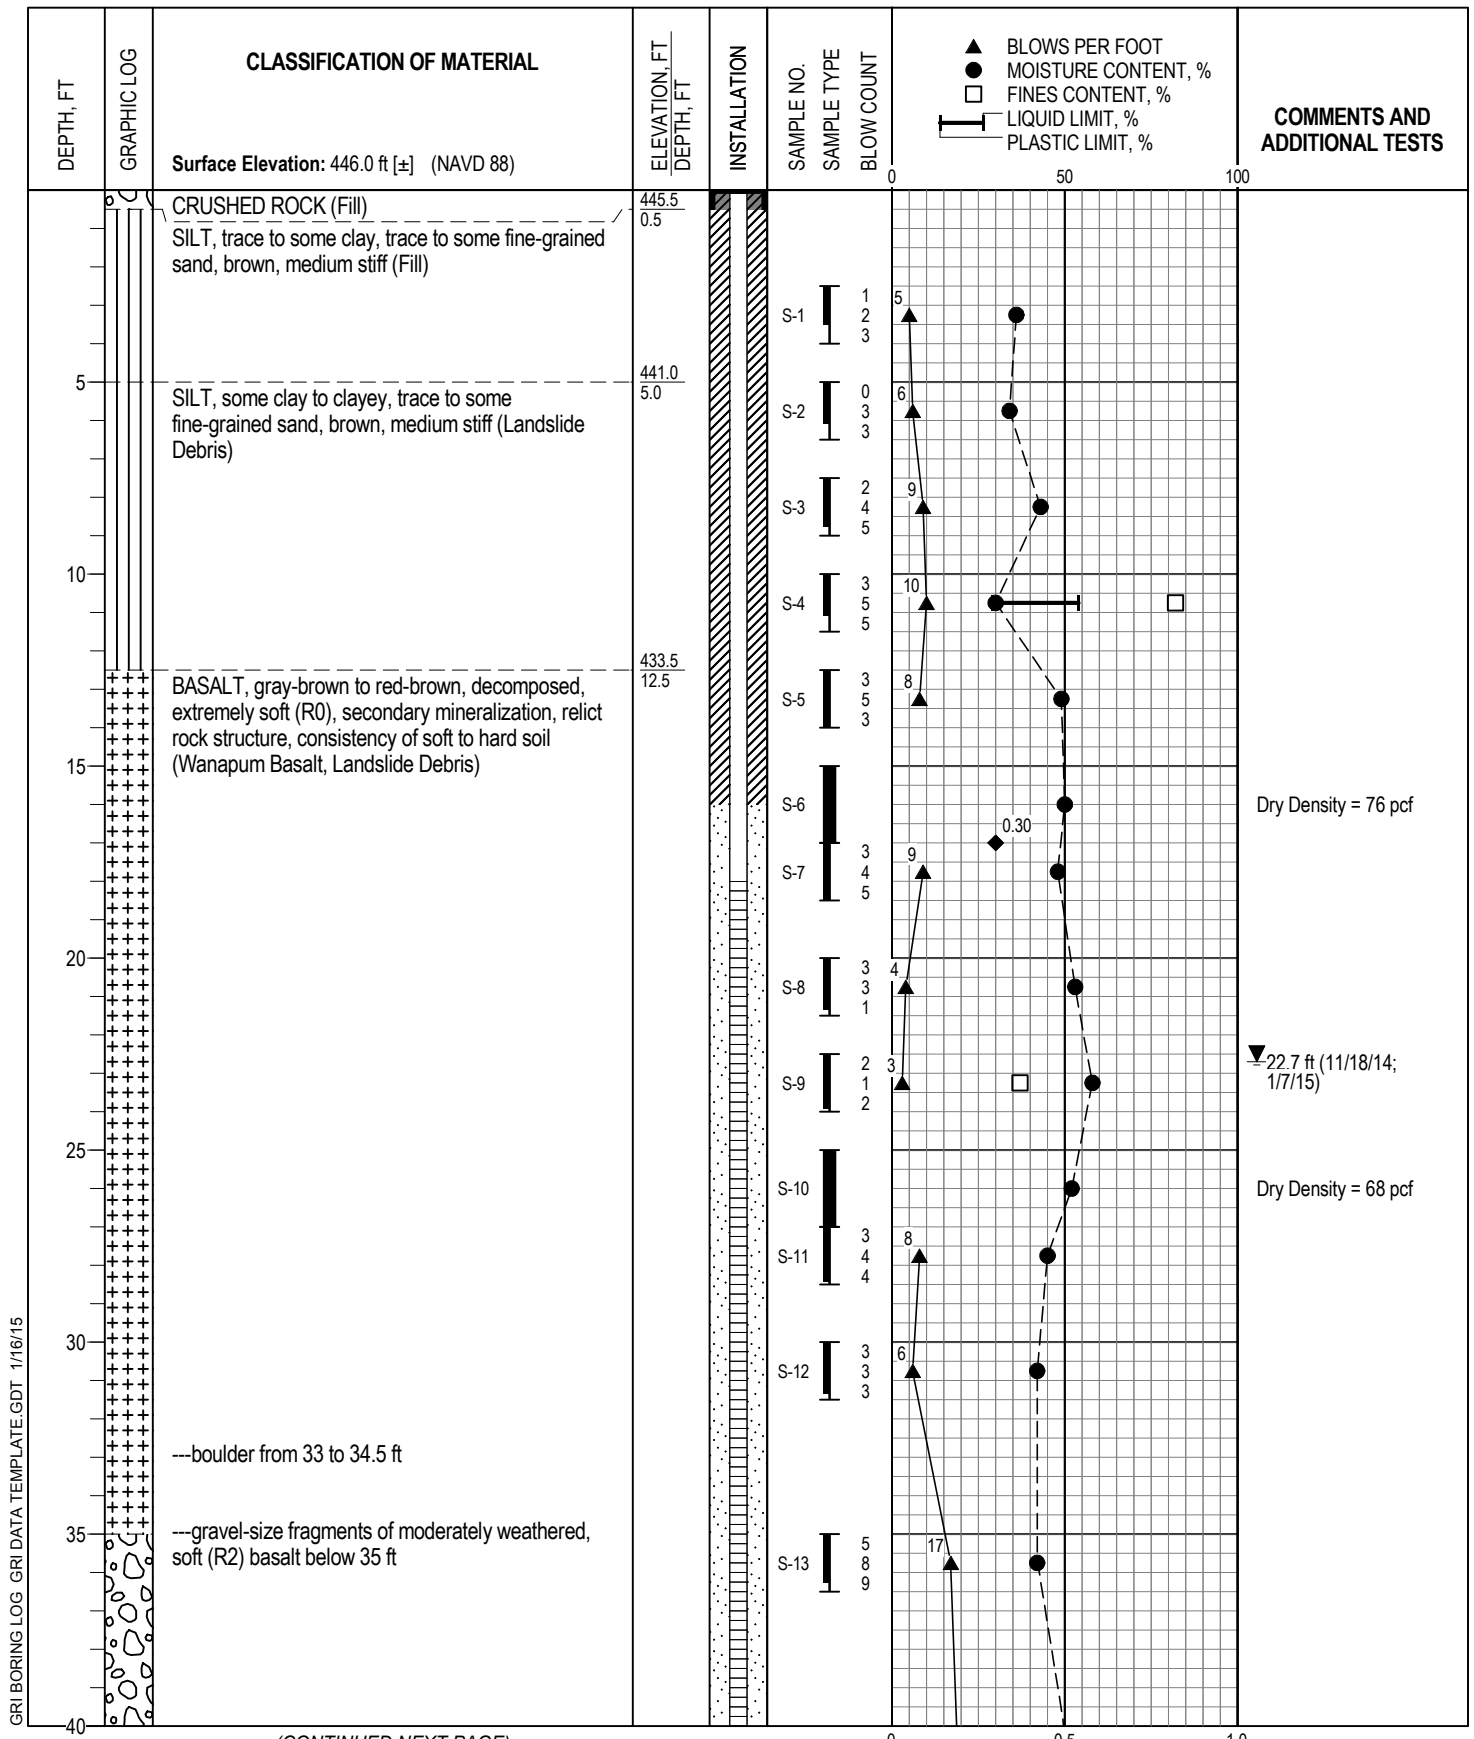 DEPTH, FT
GRAPHIC LOG
CLASSIFICATION OF MATERIAL
Surface Elevation: 446.0 ft [±] (NAVD 88)
ELEVATION, FT
DEPTH, FT
INSTALLATION
SAMPLE NO.
SAMPLE TYPE
BLOW COUNT
BLOWS PER FOOT
MOISTURE CONTENT, %
FINES CONTENT, %
LIQUID LIMIT, %
PLASTIC LIMIT, %
0 50 100
COMMENTS AND
ADDITIONAL TESTS
CRUSHED ROCK (Fill)
445.5
0.5
SILT, trace to some clay, trace to some fine-grained
sand, brown, medium stiff (Fill)
S-1
1
2
3
5
5
441.0
5.0
SILT, some clay to clayey, trace to some
fine-grained sand, brown, medium stiff (Landslide
Debris)
S-2
0
3
3
6
S-3
2
4
5
9
10
S-4
3
5
5
10
433.5
12.5
BASALT, gray-brown to red-brown, decomposed,
extremely soft (R0), secondary mineralization, relict
rock structure, consistency of soft to hard soil
(Wanapum Basalt, Landslide Debris)
S-5
3
5
3
8
15
S-6
Dry Density = 76 pcf
0.30
S-7
3
4
5
9
20
S-8
3
3
1
4
S-9
2
1
2
3
22.7 ft (11/18/14;
1/7/15)
25
S-10
Dry Density = 68 pcf
S-11
3
4
4
8
30
S-12
3
3
3
6
---boulder from 33 to 34.5 ft
35
---gravel-size fragments of moderately weathered,
soft (R2) basalt below 35 ft
S-13
5
8
9
17
40
(CONTINUED NEXT PAGE)
0 0.5 1.0
GRI BORING LOG GRI DATA TEMPLATE.GDT 1/16/15